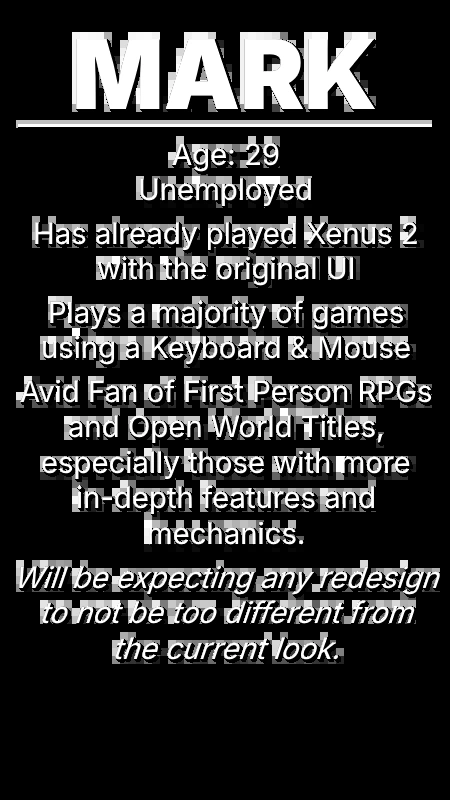 MARK
Age: 29
Unemployed
Has already played Xenus 2
with the original UI
Plays a majority of games
using a Keyboard & Mouse
Avid Fan of First Person RPGs
and Open World Titles,
especially those with more
in-depth features and
mechanics.
Will be expecting any redesign
to not be too different from
the current look.